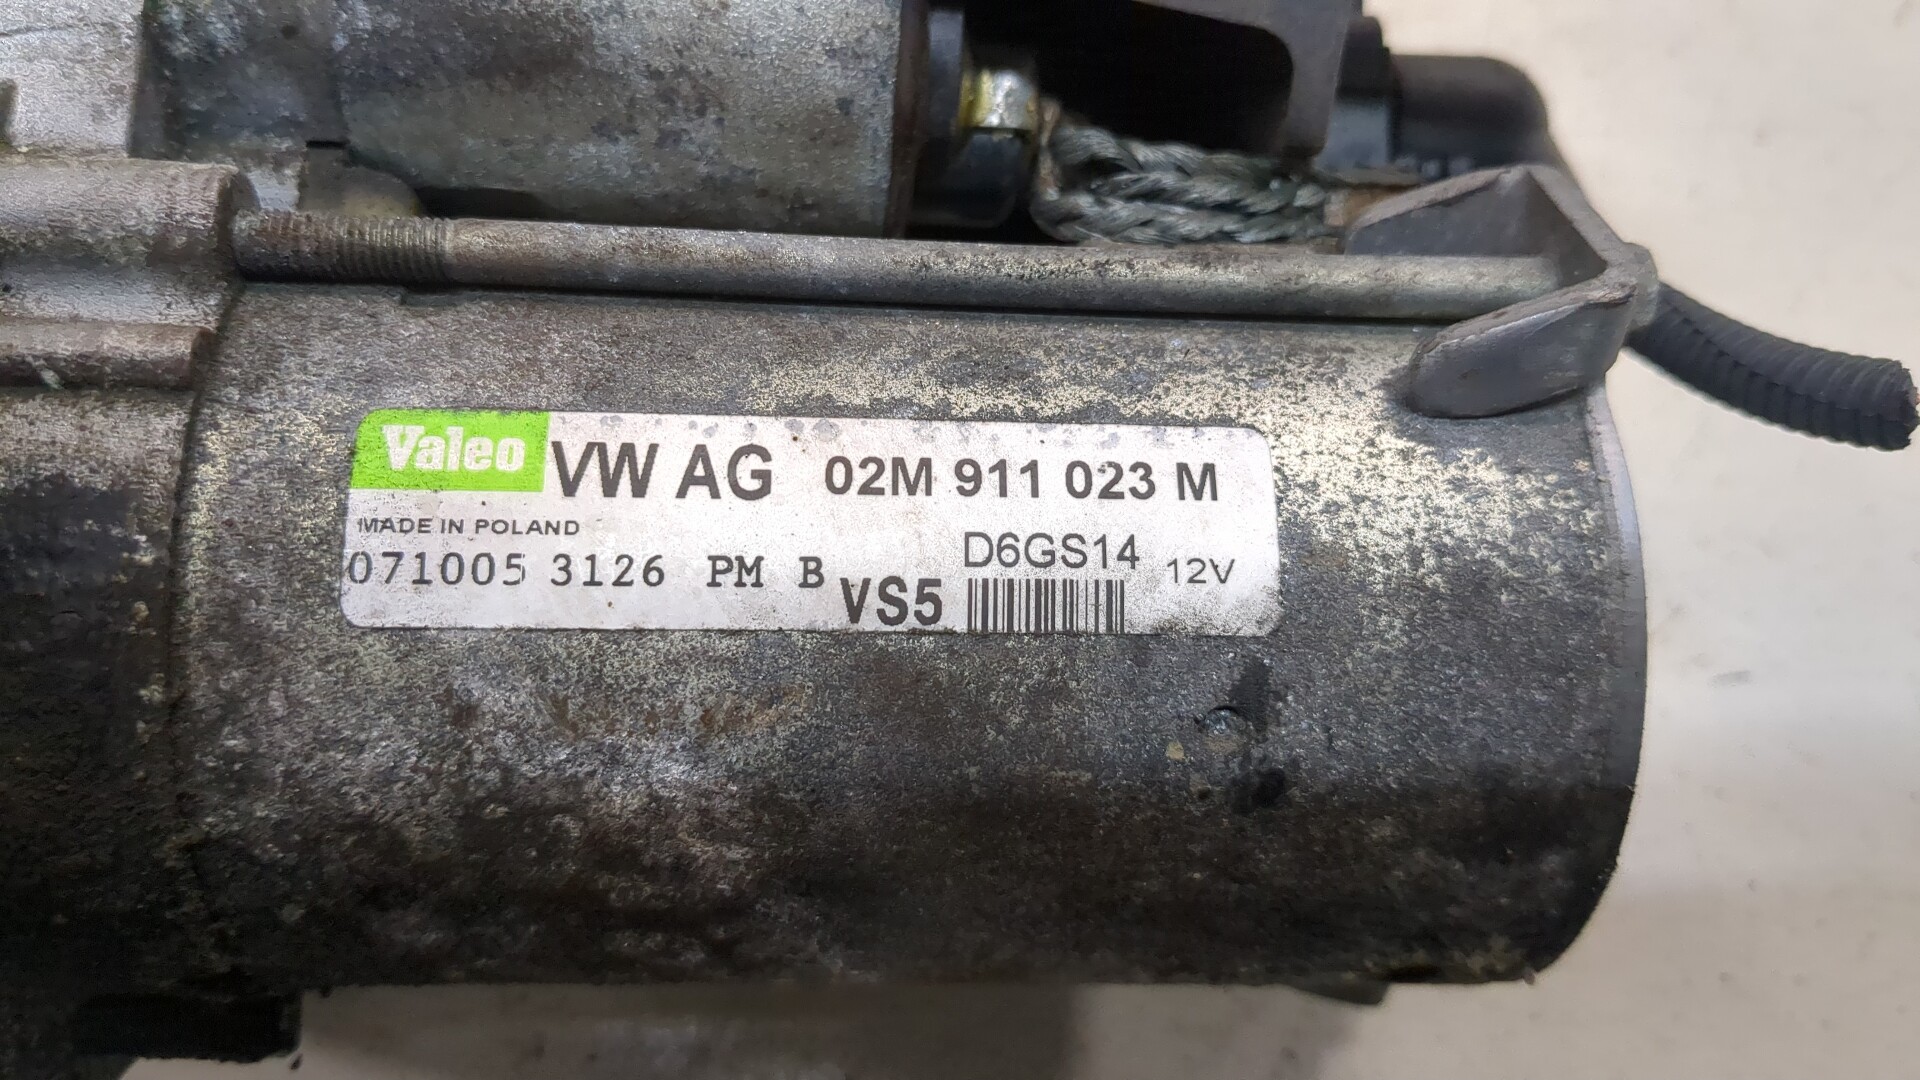 Valeo VW AG 02M 911 023 M
MADE IN POLAND
071005 3126 PM B VS5 D6GS14 12V